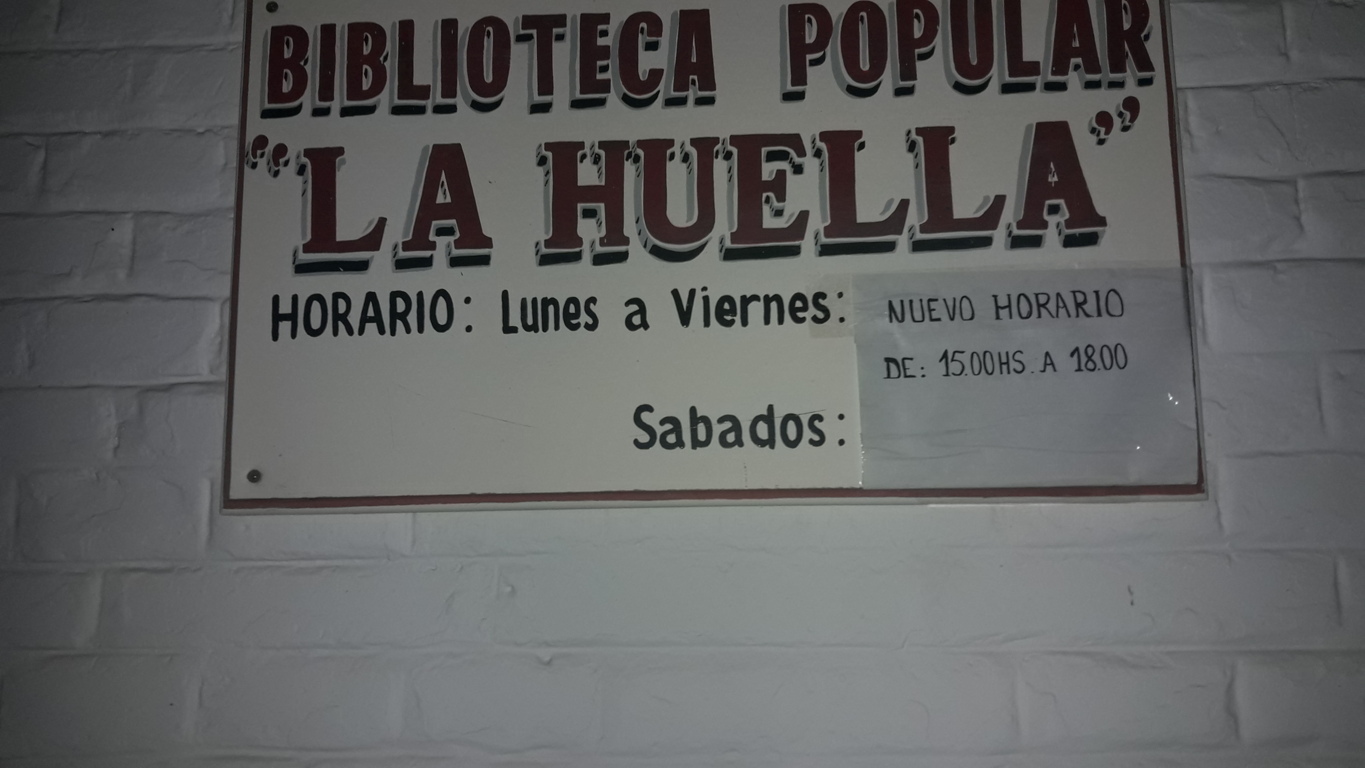 BIBLIOTECA POPULAR
"LA HUELLA"
HORARIO: Lunes a Viernes: NUEVO HORARIO
DE: 15.00HS. A 18.00
Sabados: